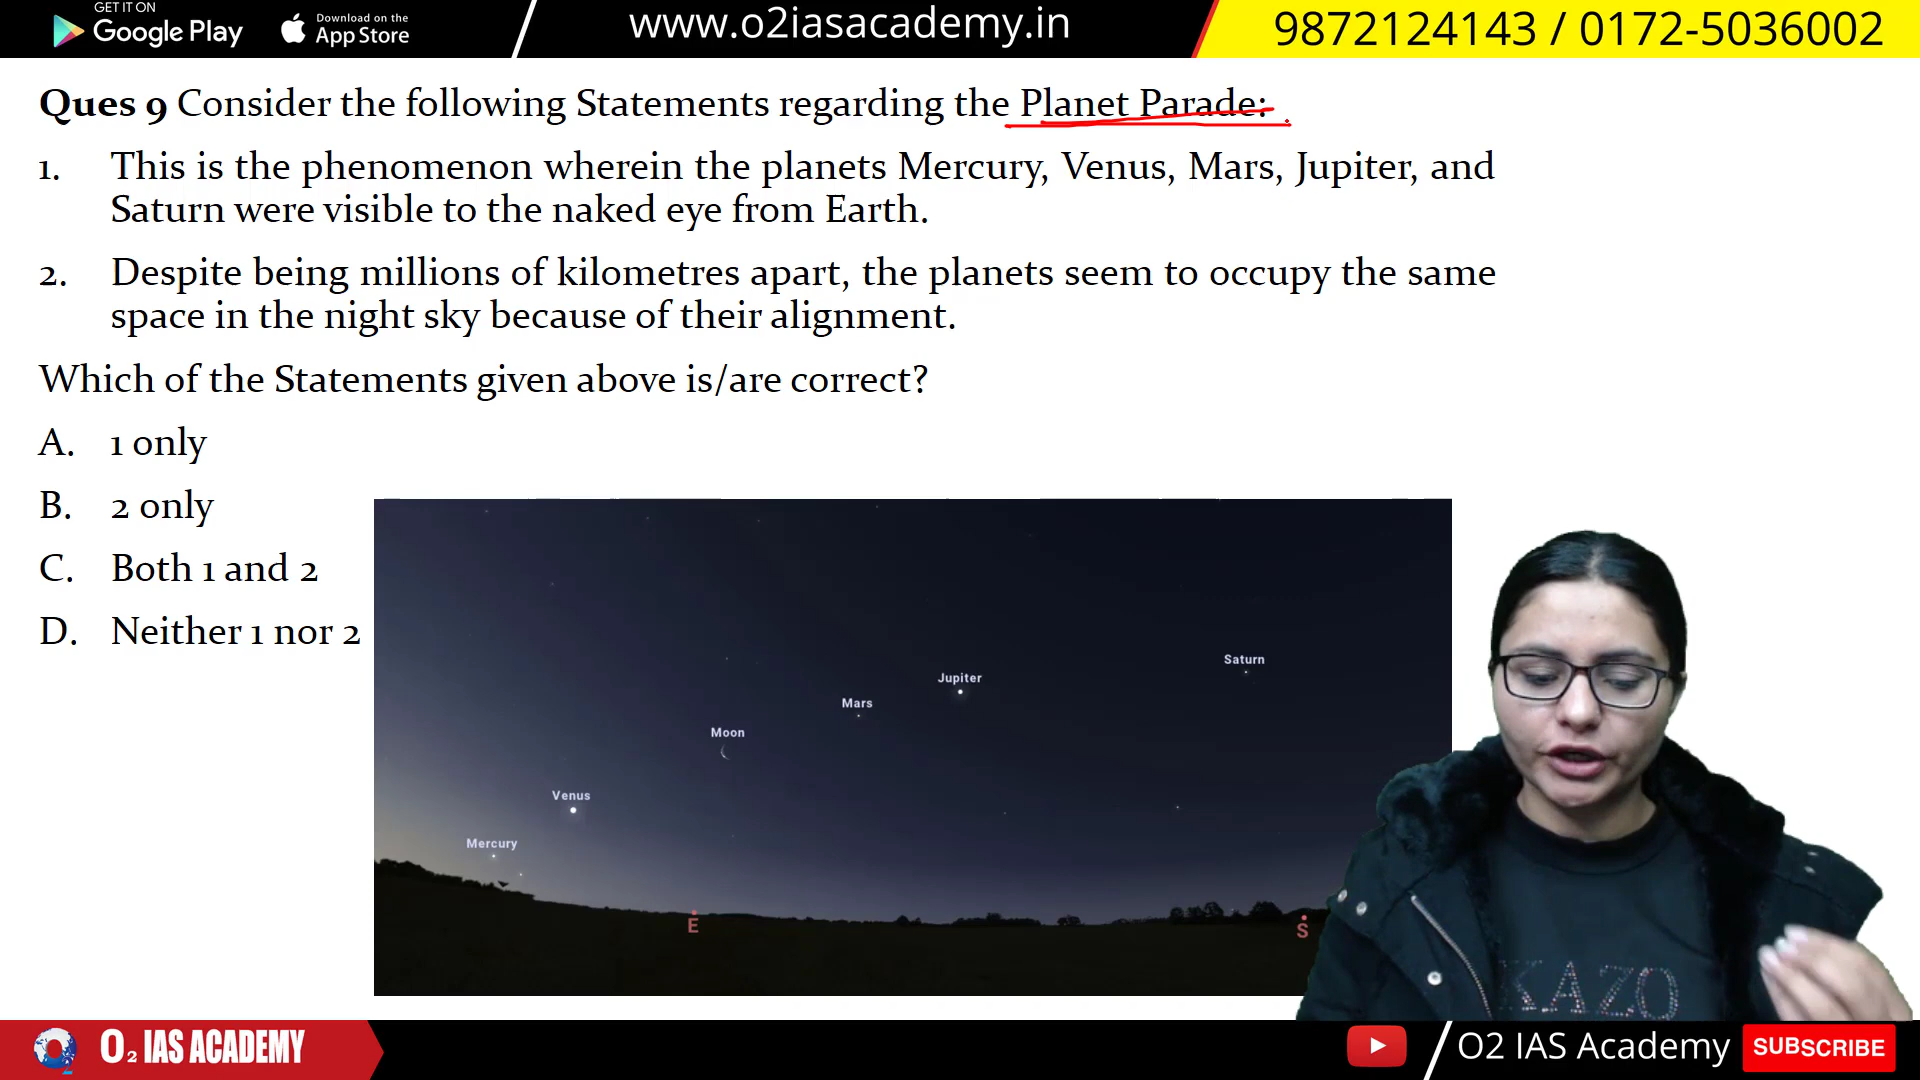 GET IT ON
Google Play
Download on the
App Store
www.o2iasacademy.in
9872124143 / 0172-5036002
Ques 9 Consider the following Statements regarding the Planet Parade:
1. This is the phenomenon wherein the planets Mercury, Venus, Mars, Jupiter, and
Saturn were visible to the naked eye from Earth.
2. Despite being millions of kilometres apart, the planets seem to occupy the same
space in the night sky because of their alignment.
Which of the Statements given above is/are correct?
A. 1 only
B. 2 only
C. Both 1 and 2
D. Neither 1 nor 2
Saturn
Jupiter
Mars
Moon
Venus
Mercury
E
S
KAZO
O2 IAS ACADEMY
O2 IAS Academy
SUBSCRIBE